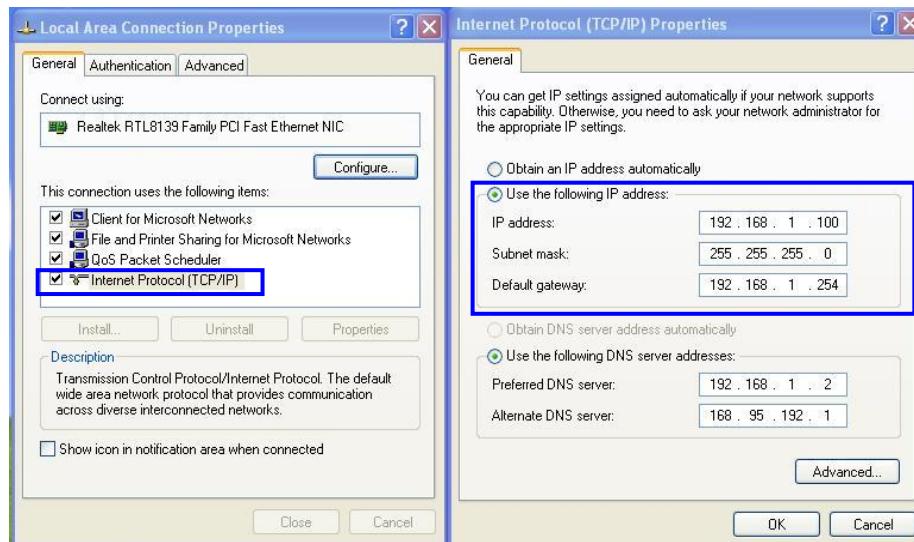 Local Area Connection Properties
General Authentication Advanced
Connect using:
Realtek RTL8139 Family PCI Fast Ethernet NIC
Configure...
This connection uses the following items:
Client for Microsoft Networks
File and Printer Sharing for Microsoft Networks
QoS Packet Scheduler
Internet Protocol (TCP/IP)
Install... Uninstall Properties
Description
Transmission Control Protocol/Internet Protocol. The default
wide area network protocol that provides communication
across diverse interconnected networks.
Show icon in notification area when connected
Close Cancel
Internet Protocol (TCP/IP) Properties
General
You can get IP settings assigned automatically if your network supports
this capability. Otherwise, you need to ask your network administrator for
the appropriate IP settings.
Obtain an IP address automatically
Use the following IP address:
IP address: 192 . 168 . 1 . 100
Subnet mask: 255 . 255 . 255 . 0
Default gateway: 192 . 168 . 1 . 254
Obtain DNS server address automatically
Use the following DNS server addresses:
Preferred DNS server: 192 . 168 . 1 . 2
Alternate DNS server: 168 . 95 . 192 . 1
Advanced...
OK Cancel